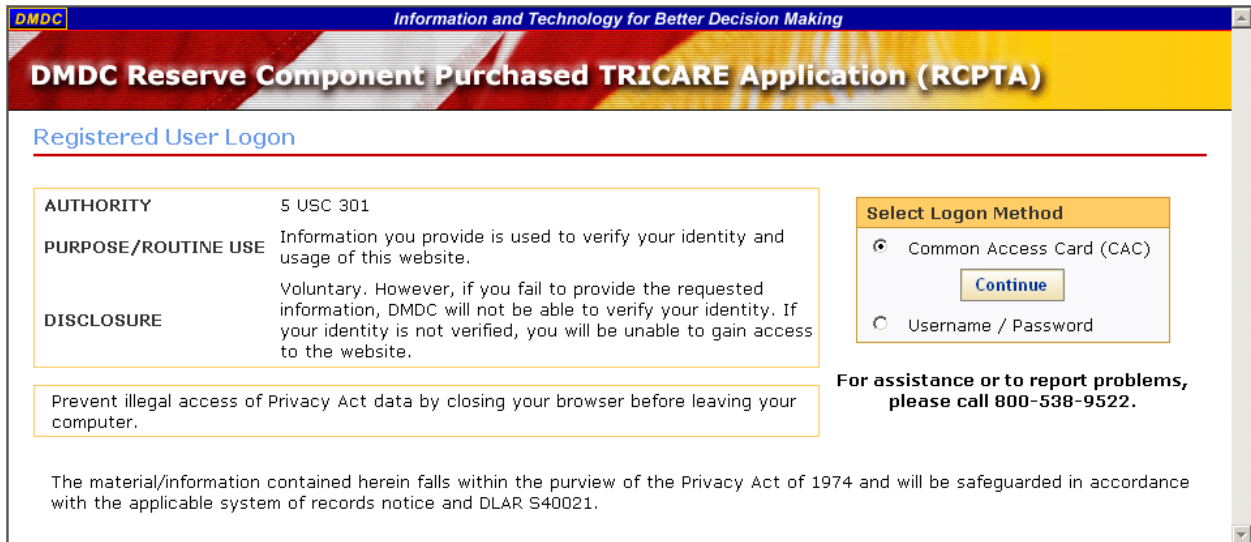 DMDC
Information and Technology for Better Decision Making
DMDC Reserve Component Purchased TRICARE Application (RCPTA)
Registered User Logon
AUTHORITY 5 USC 301
PURPOSE/ROUTINE USE Information you provide is used to verify your identity and
usage of this website.
DISCLOSURE Voluntary. However, if you fail to provide the requested
information, DMDC will not be able to verify your identity. If
your identity is not verified, you will be unable to gain access
to the website.
Prevent illegal access of Privacy Act data by closing your browser before leaving your
computer.
Select Logon Method
Common Access Card (CAC)
Continue
Username / Password
For assistance or to report problems,
please call 800-538-9522.
The material/information contained herein falls within the purview of the Privacy Act of 1974 and will be safeguarded in accordance
with the applicable system of records notice and DLAR S40021.